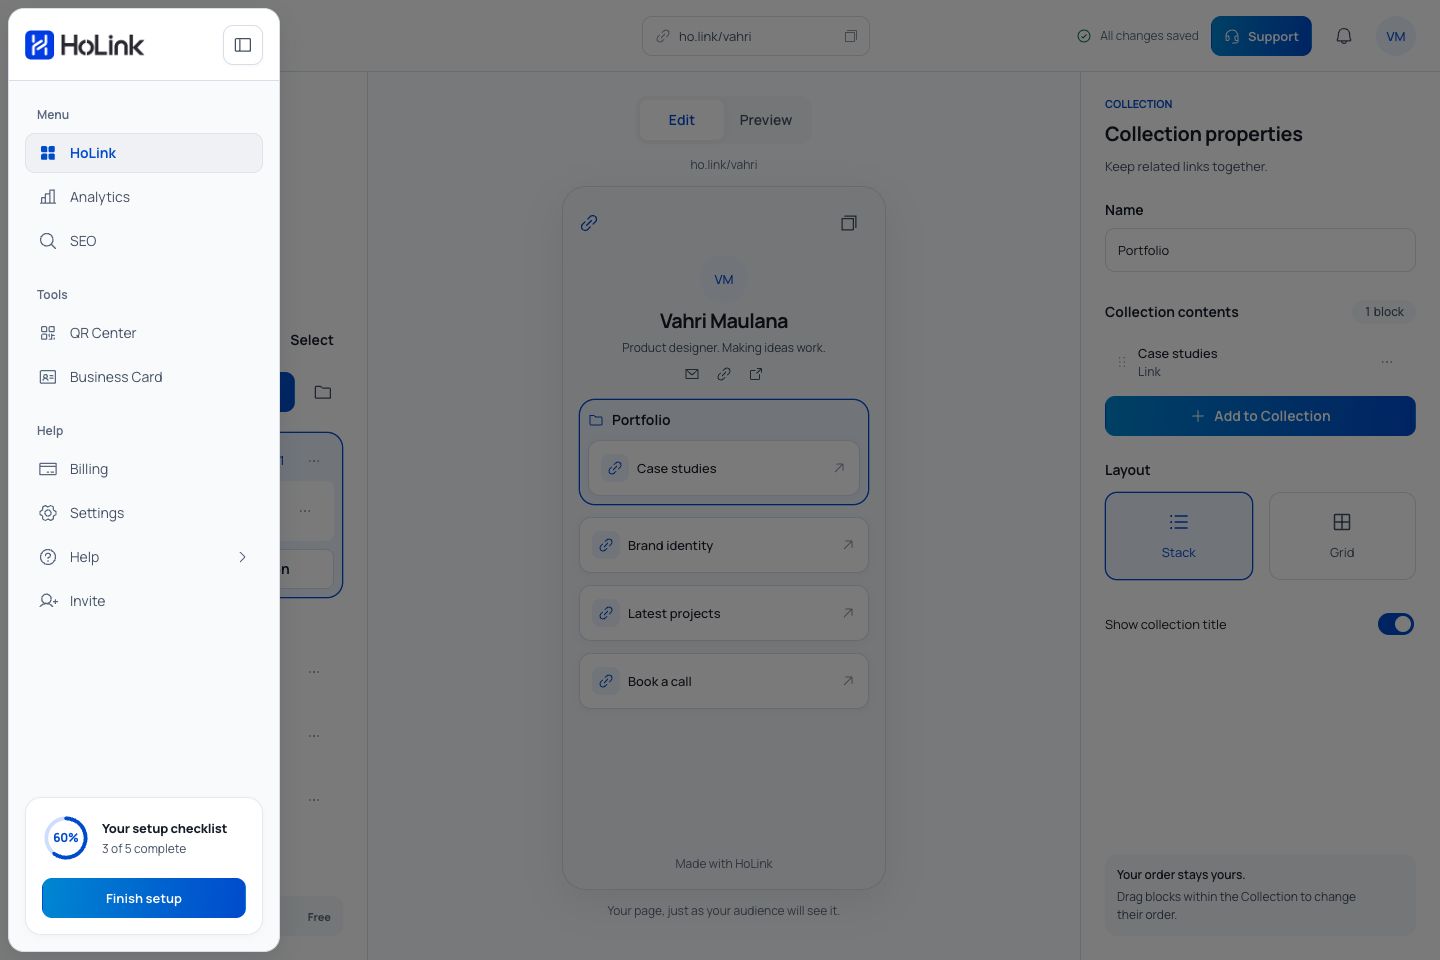 HoLink
Menu
HoLink
Analytics
SEO
Tools
QR Center
Business Card
Help
Billing
Settings
Help
Invite
60%
Your setup checklist
3 of 5 complete
Finish setup
ho.link/vahri
All changes saved
Support
VM
Select
1
n
Free
Edit
Preview
ho.link/vahri
VM
Vahri Maulana
Product designer. Making ideas work.
Portfolio
Case studies
Brand identity
Latest projects
Book a call
Made with HoLink
Your page, just as your audience will see it.
COLLECTION
Collection properties
Keep related links together.
Name
Portfolio
Collection contents
1 block
Case studies
Link
Add to Collection
Layout
Stack
Grid
Show collection title
Your order stays yours.
Drag blocks within the Collection to change
their order.